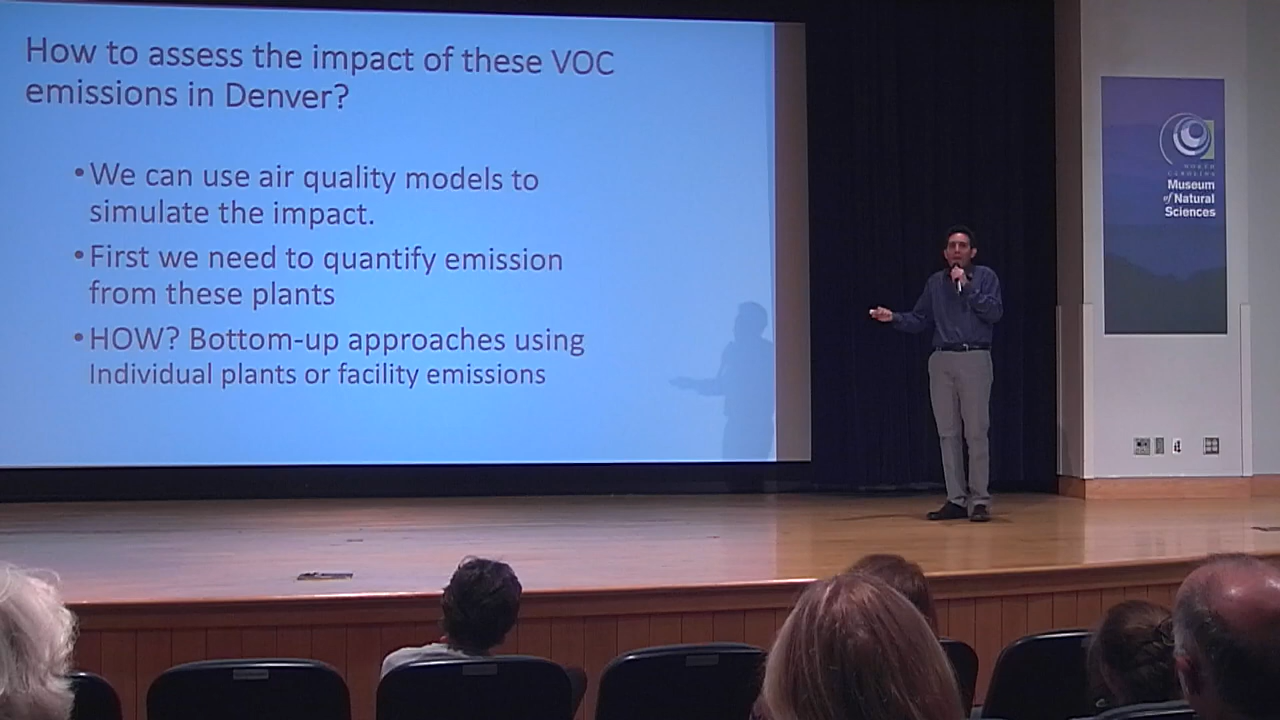 How to assess the impact of these VOC
emissions in Denver?
•We can use air quality models to
simulate the impact.
•First we need to quantify emission
from these plants
•HOW? Bottom-up approaches using
Individual plants or facility emissions
NORTH
CAROLINA
Museum
of Natural
Sciences